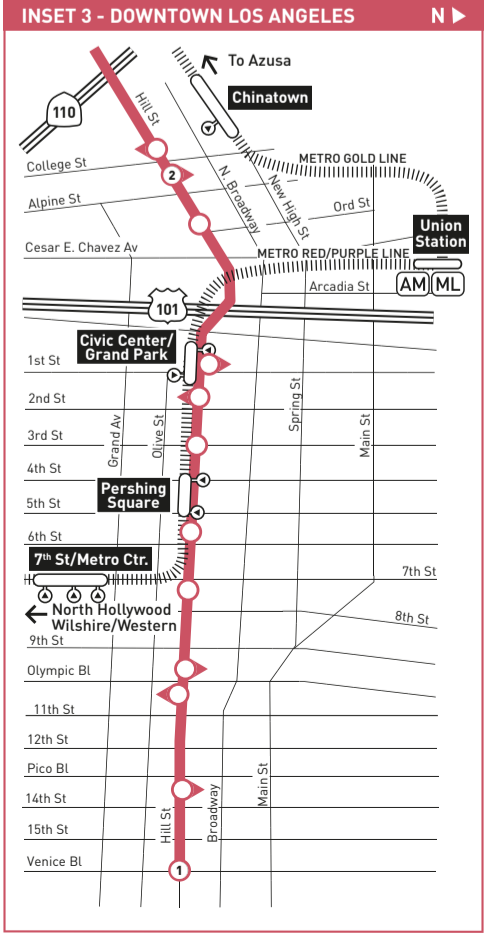 INSET 3 - DOWNTOWN LOS ANGELES
N
To Azusa
Chinatown
110
Hill St
College St
2
METRO GOLD LINE
N. Broadway
New High St
Alpine St
Ord St
Union
Station
Cesar E. Chavez Av
METRO RED/PURPLE LINE
AM
ML
Arcadia St
101
Civic Center/
Grand Park
1st St
2nd St
Grand Av
Olive St
Spring St
Main St
3rd St
4th St
Pershing
Square
5th St
6th St
7th St/Metro Ctr.
7th St
North Hollywood
Wilshire/Western
8th St
9th St
Olympic Bl
11th St
12th St
Pico Bl
Main St
14th St
Hill St
Broadway
15th St
Venice Bl
1